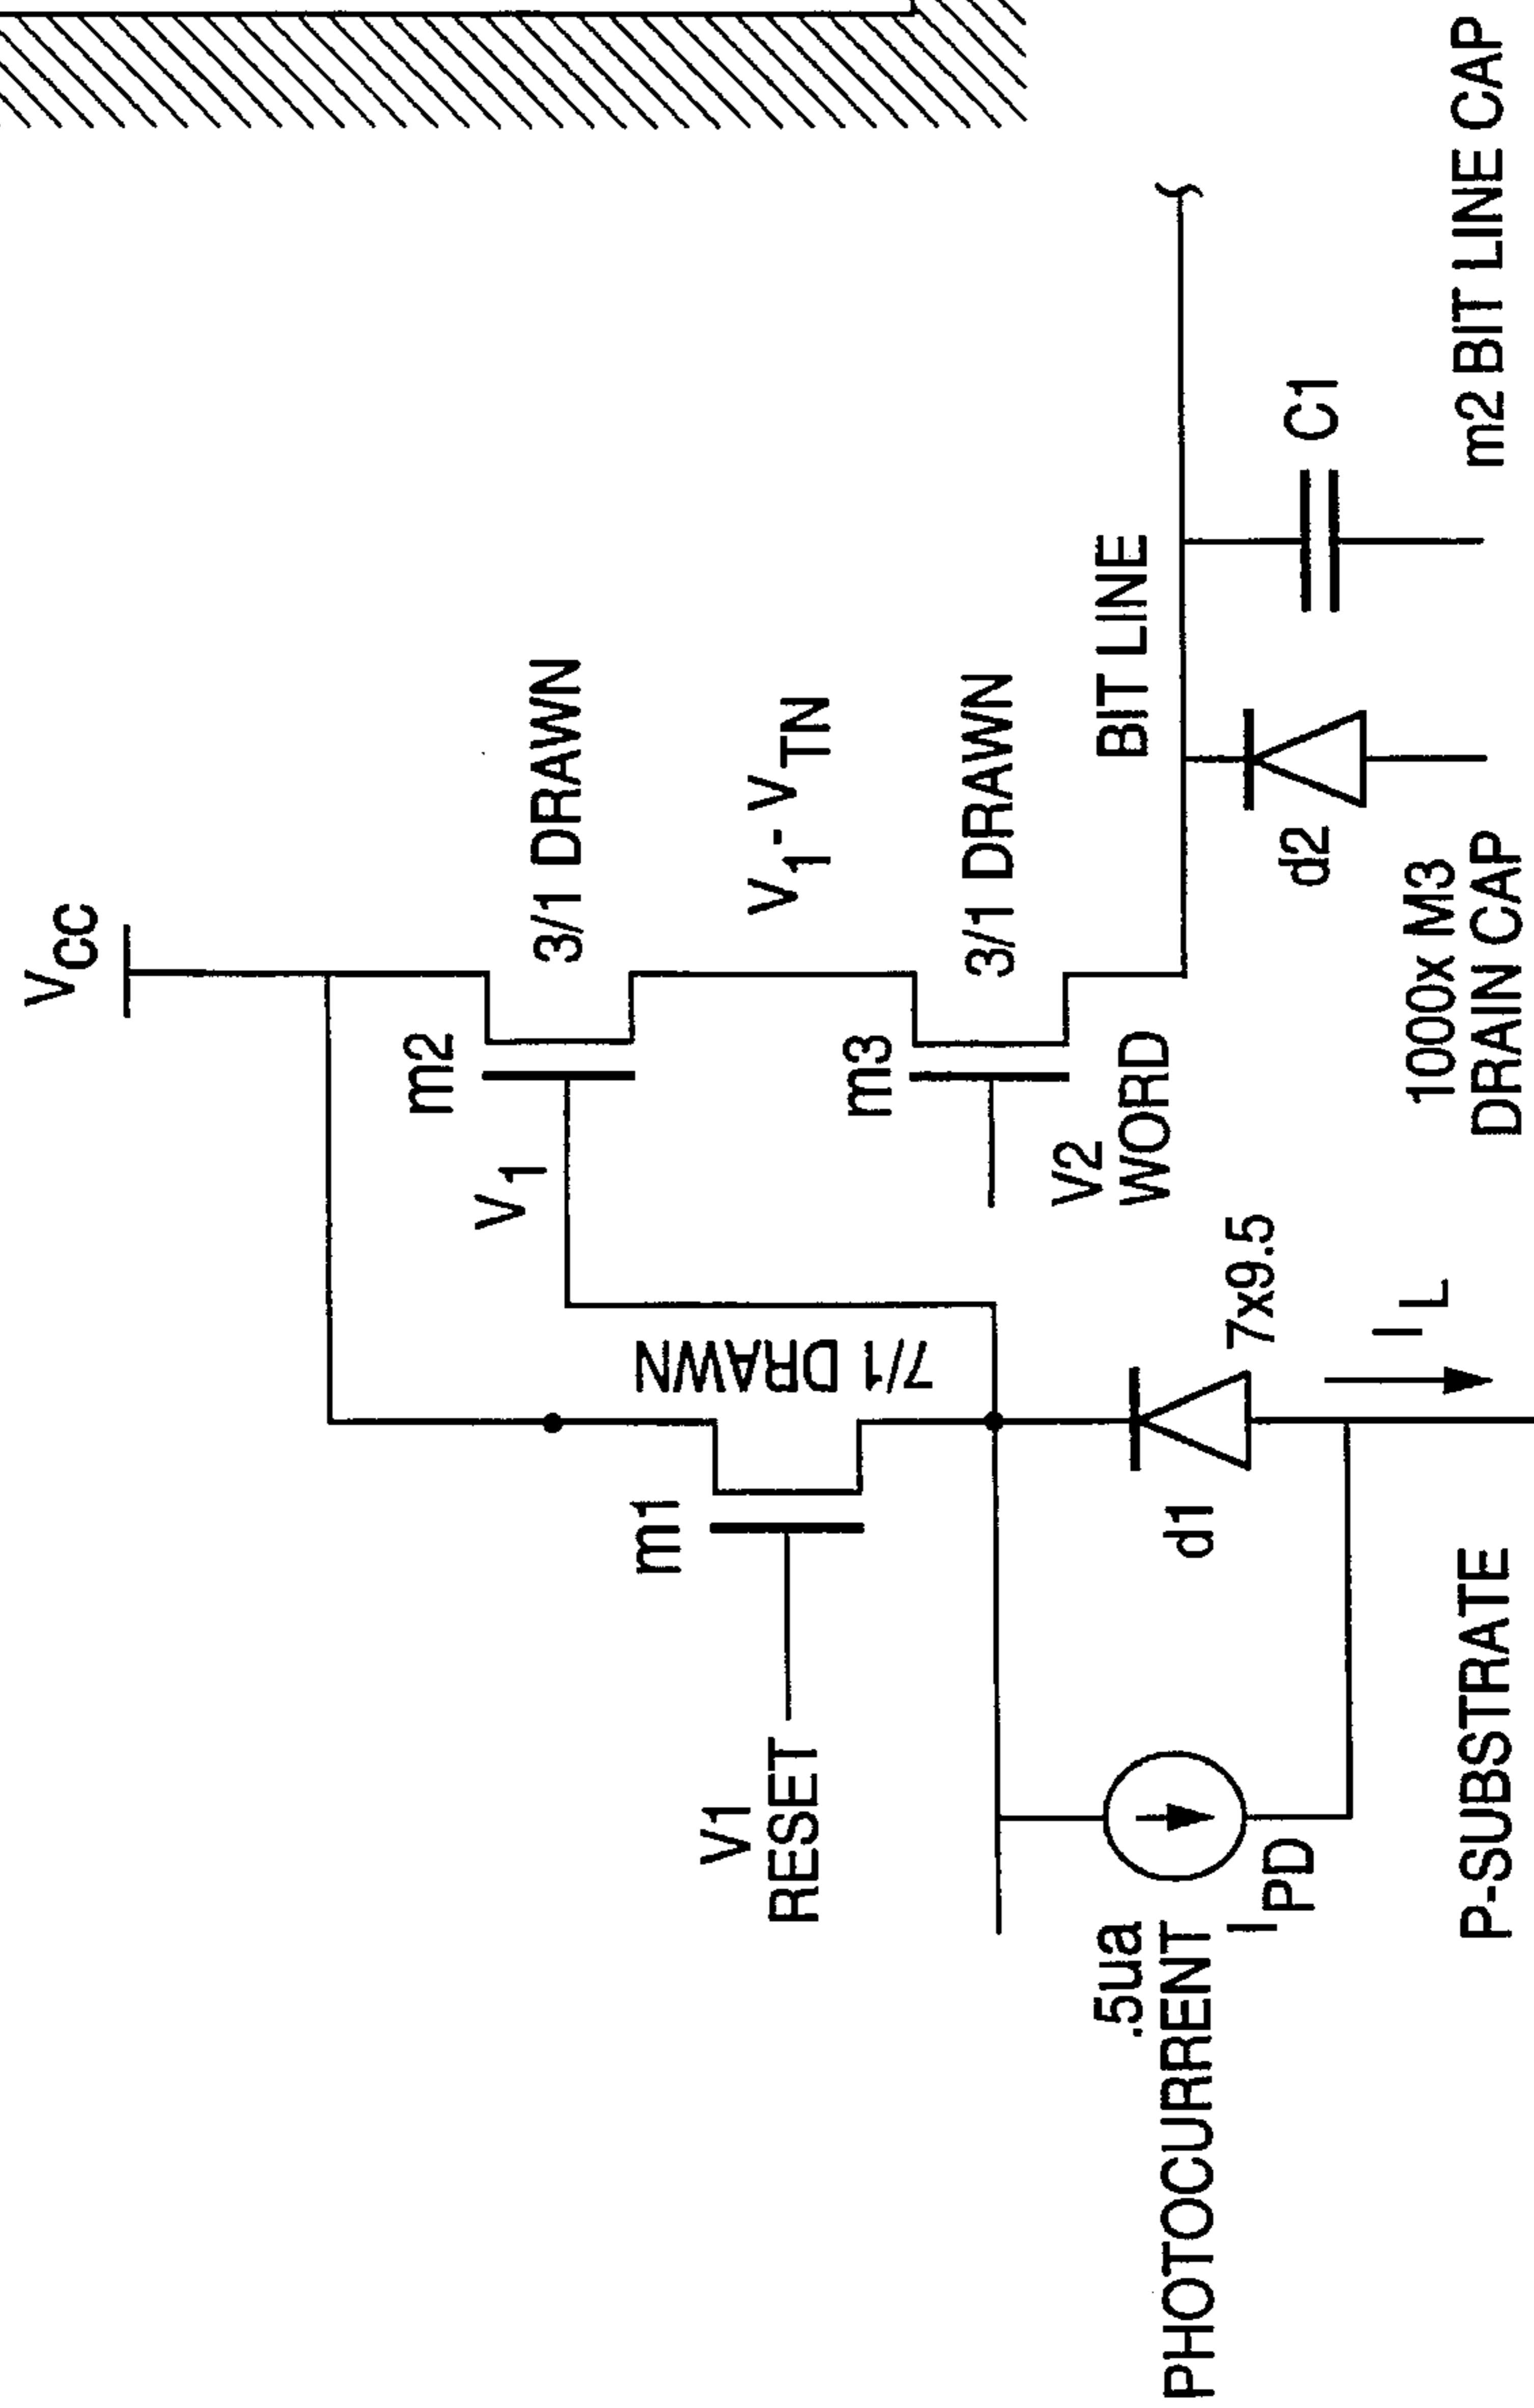 VCC
m2
3/1 DRAWN
V1
V1 - VTN
m1
7/1 DRAWN
V1
RESET
m3
3/1 DRAWN
V2
WORD
BIT LINE
.5ua
PHOTOCURRENT
IPD
d1
7x9.5
IL
P-SUBSTRATE
d2
1000x M3
DRAIN CAP
C1
m2 BIT LINE CAP